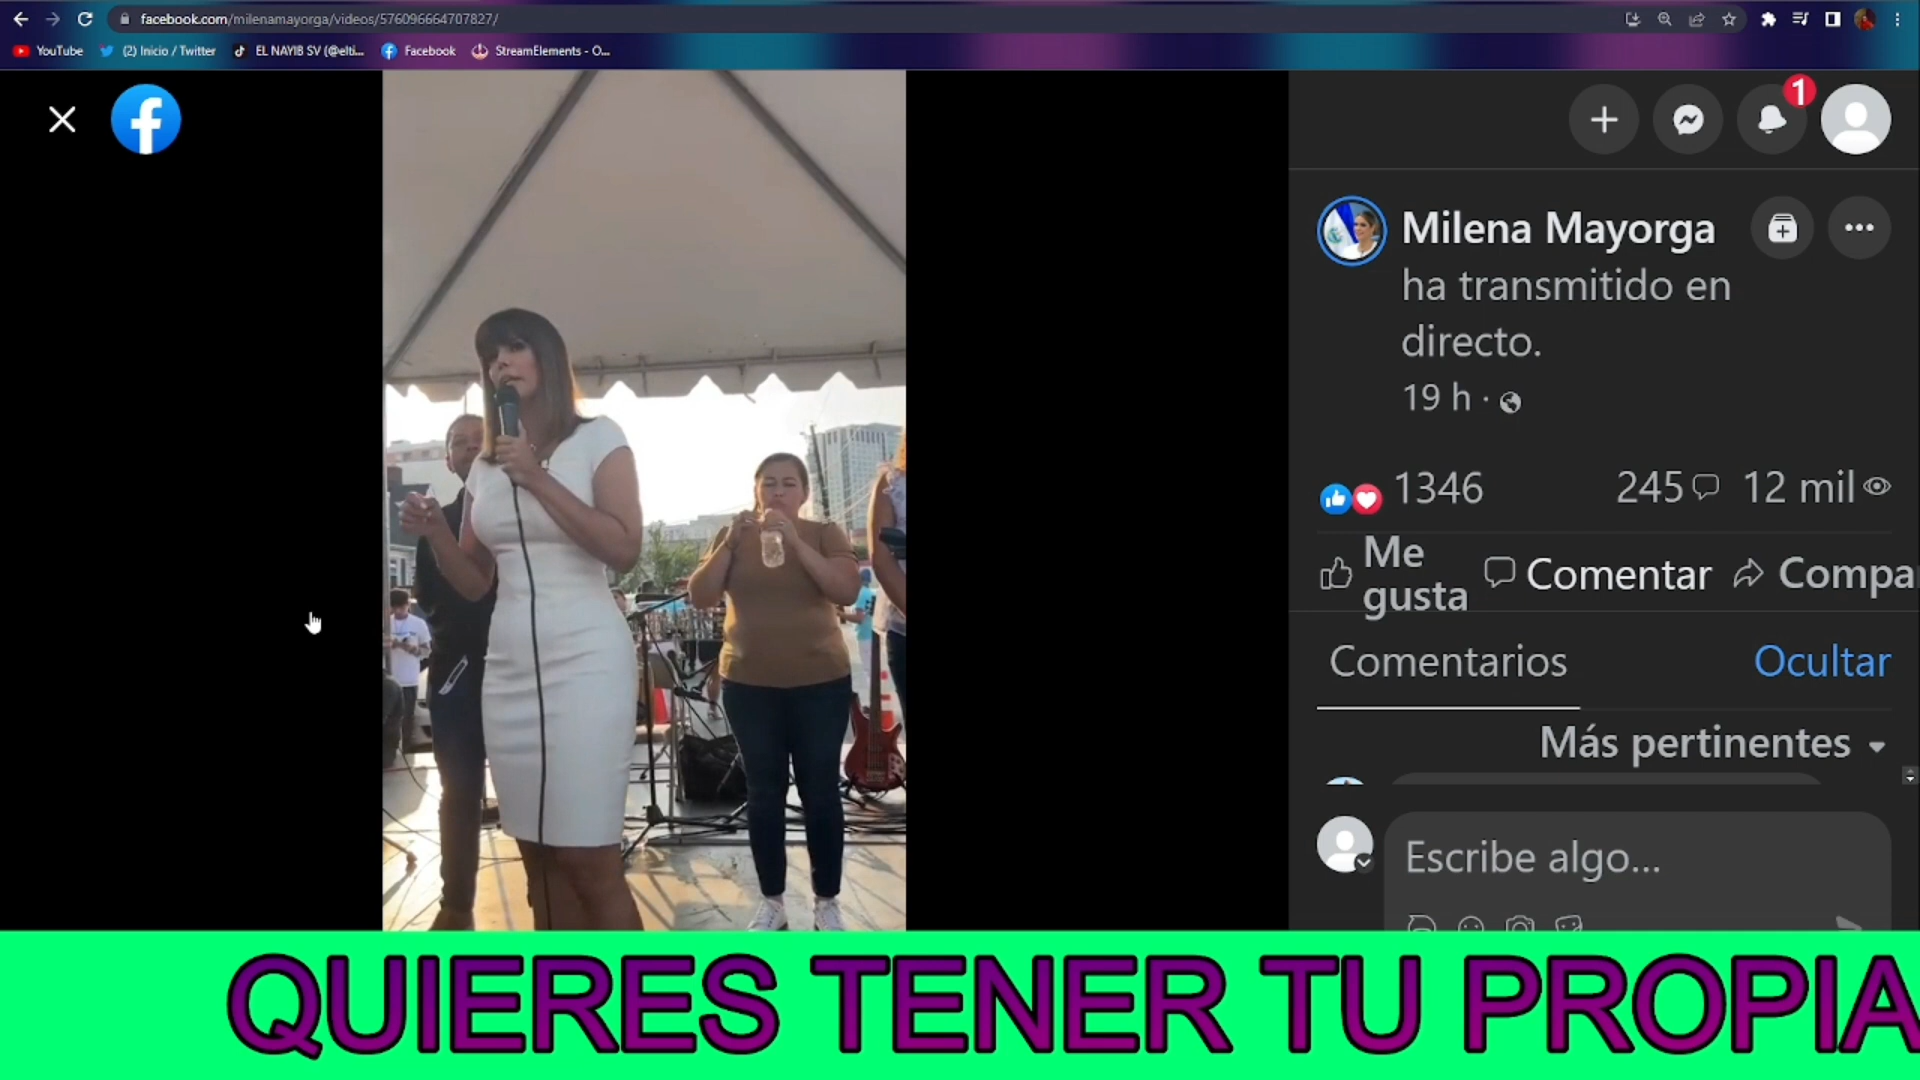 facebook.com/milenamayorga/videos/576096664707827/
YouTube (2) Inicio / Twitter EL NAYIB SV (@elti... Facebook StreamElements - O...
1
Milena Mayorga
ha transmitido en
directo.
19 h ·
1346 245 12 mil
Me gusta Comentar Compa
Comentarios Ocultar
Más pertinentes
Escribe algo...
QUIERES TENER TU PROPIA